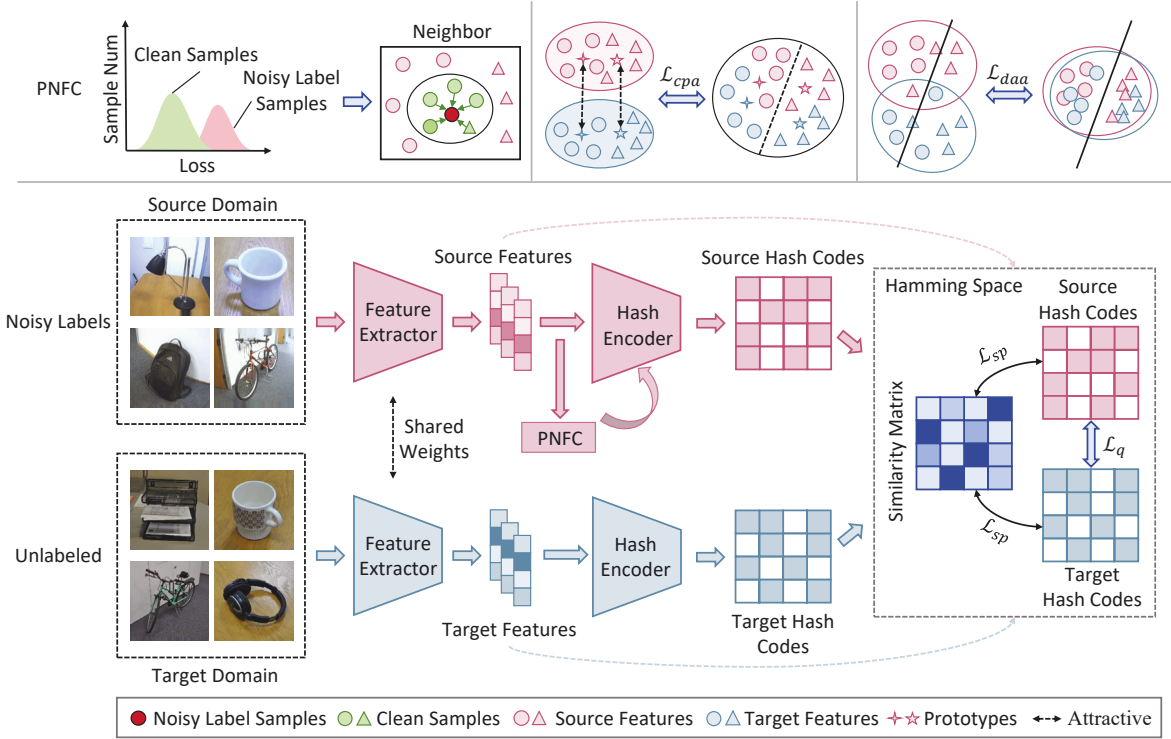 PNFC
Sample Num
Clean Samples
Noisy Label
Samples
Loss
Neighbor
ℒcpa
ℒdaa
Source Domain
Noisy Labels
Feature
Extractor
Source Features
Hash
Encoder
PNFC
Source Hash Codes
Shared
Weights
Unlabeled
Target Domain
Feature
Extractor
Target Features
Hash
Encoder
Target Hash
Codes
Hamming Space
Source
Hash Codes
Similarity Matrix
ℒsp
ℒq
ℒsp
Target
Hash Codes
Noisy Label Samples
Clean Samples
Source Features
Target Features
Prototypes
Attractive